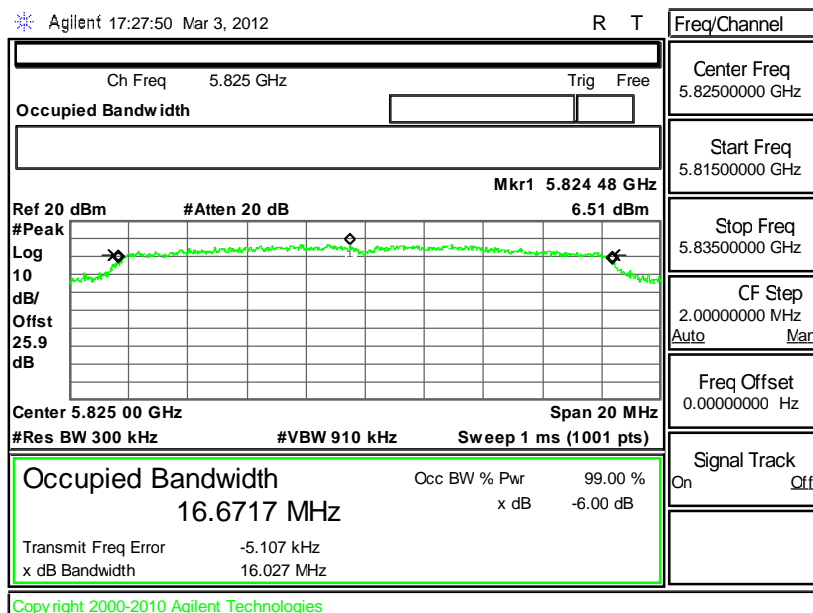 Agilent 17:27:50 Mar 3, 2012 R T
Ch Freq 5.825 GHz Trig Free
Occupied Bandwidth
Mkr1 5.824 48 GHz
Ref 20 dBm #Atten 20 dB 6.51 dBm
#Peak
Log
10
dB/
Offst
25.9
dB
1
Center 5.825 00 GHz Span 20 MHz
#Res BW 300 kHz #VBW 910 kHz Sweep 1 ms (1001 pts)
Occupied Bandwidth Occ BW % Pwr 99.00 %
16.6717 MHz x dB -6.00 dB
Transmit Freq Error -5.107 kHz
x dB Bandwidth 16.027 MHz
Copyright 2000-2010 Agilent Technologies
Freq/Channel
Center Freq
5.82500000 GHz
Start Freq
5.81500000 GHz
Stop Freq
5.83500000 GHz
CF Step
2.00000000 MHz
Auto Man
Freq Offset
0.00000000 Hz
Signal Track
On Off